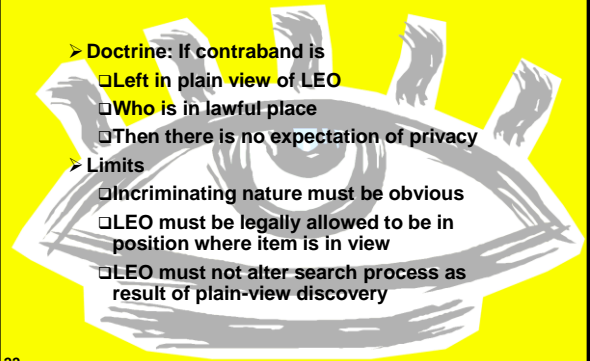 ➢ Doctrine: If contraband is
❑Left in plain view of LEO
❑Who is in lawful place
❑Then there is no expectation of privacy
➢ Limits
❑Incriminating nature must be obvious
❑LEO must be legally allowed to be in
position where item is in view
❑LEO must not alter search process as
result of plain-view discovery